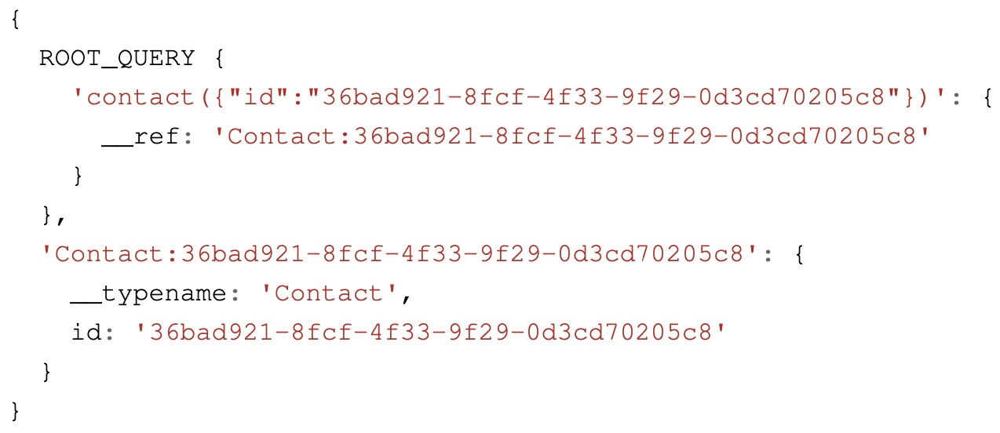 {
  ROOT_QUERY {
    'contact({"id":"36bad921-8fcf-4f33-9f29-0d3cd70205c8"})': {
      __ref: 'Contact:36bad921-8fcf-4f33-9f29-0d3cd70205c8'
    }
  },
  'Contact:36bad921-8fcf-4f33-9f29-0d3cd70205c8': {
    __typename: 'Contact',
    id: '36bad921-8fcf-4f33-9f29-0d3cd70205c8'
  }
}